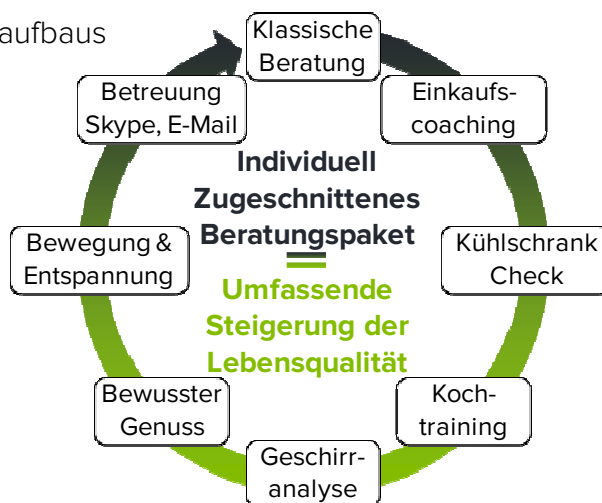 aufbaus
Klassische
Beratung
Einkaufs-
coaching
Kühlschrank
Check
Koch-
training
Geschirr-
analyse
Bewusster
Genuss
Bewegung &
Entspannung
Betreuung
Skype, E-Mail
Individuell
Zugeschnittenes
Beratungspaket
=
Umfassende
Steigerung der
Lebensqualität